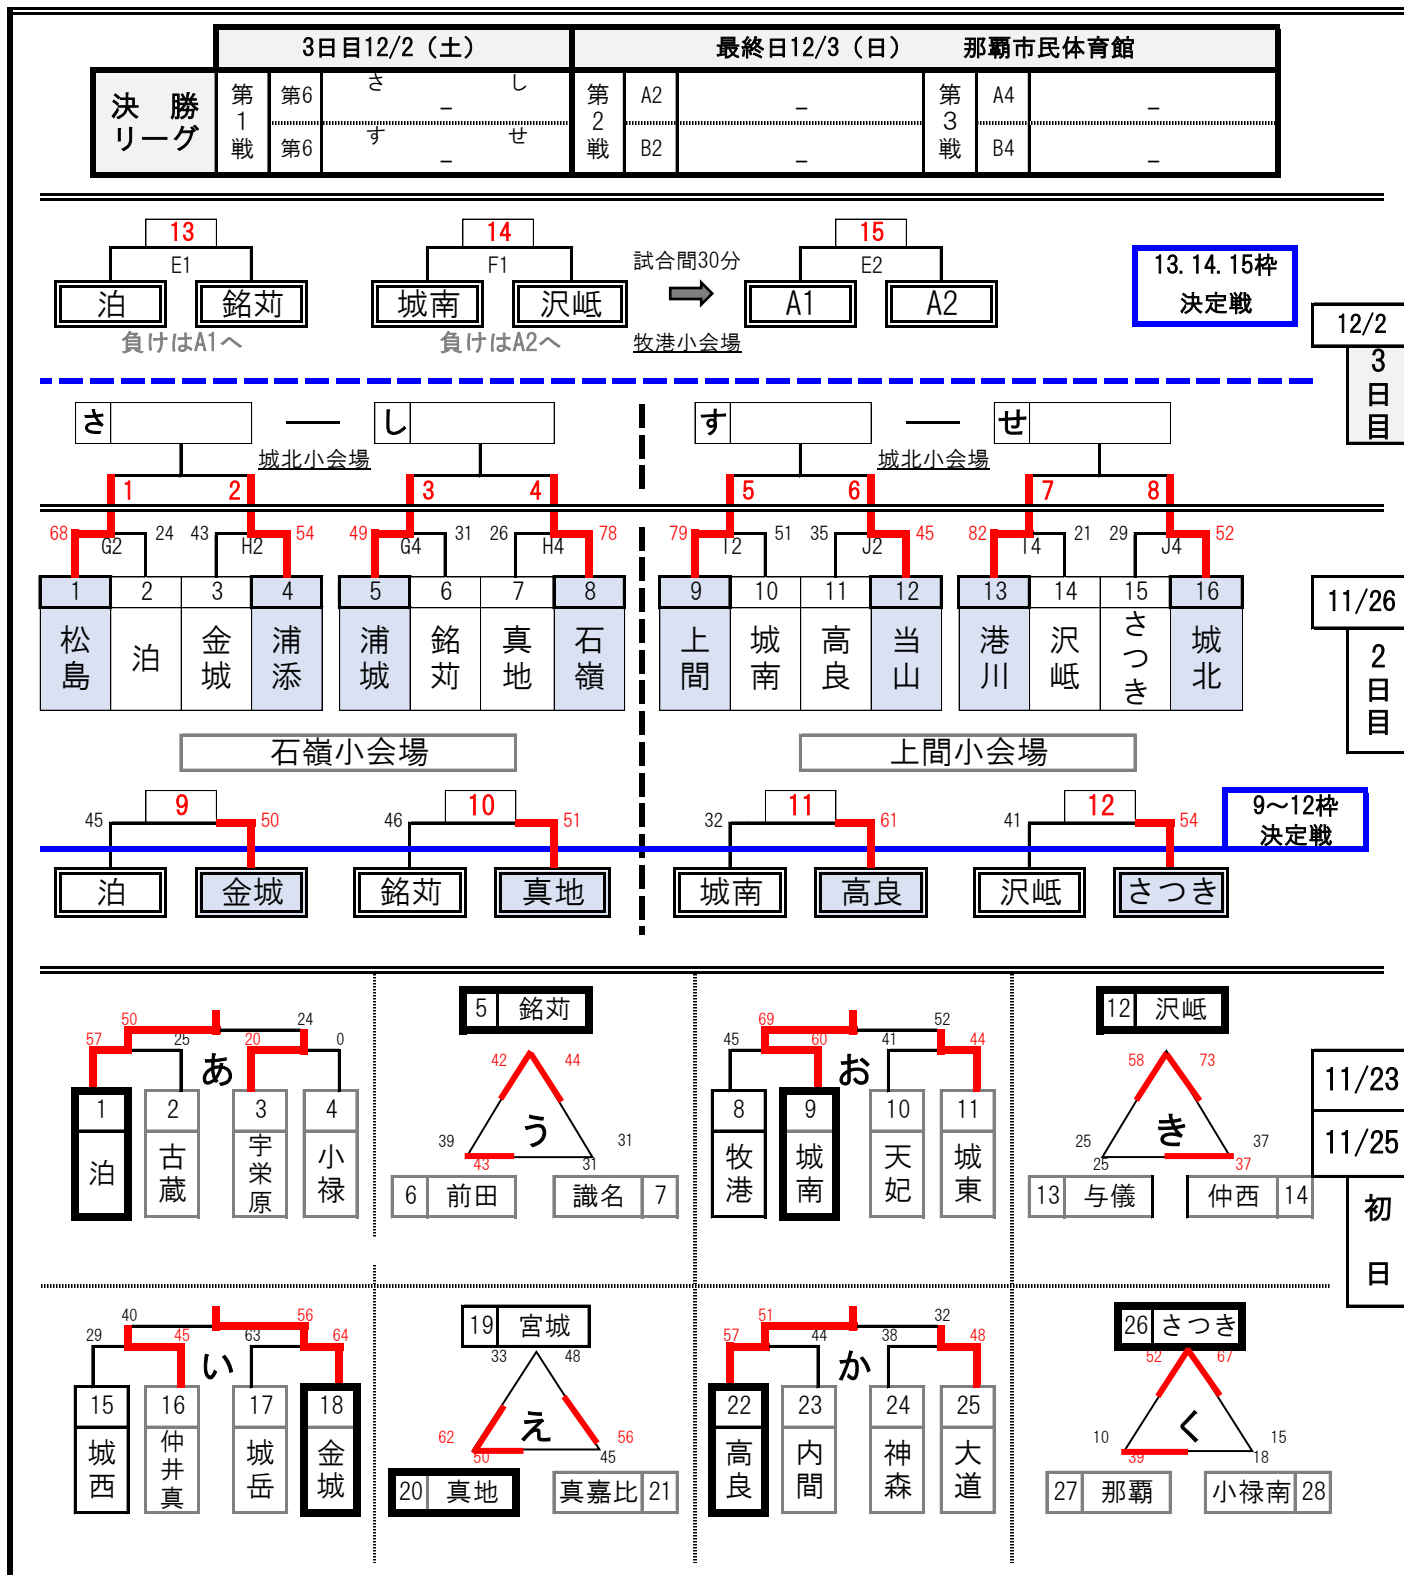 3日目12/2（土）
最終日12/3（日）　　那覇市民体育館
決　勝
リーグ
第1戦
第6
さ
–
し
第6
す
–
せ
第2戦
A2
–
B2
–
第3戦
A4
–
B4
–
13
14
15
E1
F1
試合間30分
E2
13.14.15枠
決定戦
泊
銘苅
城南
沢岻
A1
A2
負けはA1へ
負けはA2へ
牧港小会場
12/2
3日目
さ
し
す
せ
城北小会場
城北小会場
1
2
3
4
5
6
7
8
68
24
43
54
49
31
26
78
79
51
35
45
82
21
29
52
G2
H2
G4
H4
I2
J2
I4
J4
1
2
3
4
5
6
7
8
9
10
11
12
13
14
15
16
松島
泊
金城
浦添
浦城
銘苅
真地
石嶺
上間
城南
高良
当山
港川
沢岻
さつき
城北
11/26
2日目
石嶺小会場
上間小会場
9
10
11
12
9～12枠
決定戦
45
50
46
51
32
61
41
54
泊
金城
銘苅
真地
城南
高良
沢岻
さつき
50
24
57
25
20
0
あ
1
2
3
4
泊
古蔵
宇栄原
小禄
5
銘苅
42
44
う
39
31
43
31
6
前田
識名
7
69
52
45
60
41
44
お
8
9
10
11
牧港
城南
天妃
城東
12
沢岻
58
73
き
25
37
25
37
13
与儀
仲西
14
11/23
11/25
初日
40
56
29
45
63
64
い
15
16
17
18
城西
仲井真
城岳
金城
19
宮城
33
48
え
62
56
50
45
20
真地
真嘉比
21
51
32
57
44
38
48
か
22
23
24
25
高良
内間
神森
大道
26
さつき
52
67
く
10
15
39
18
27
那覇
小禄南
28